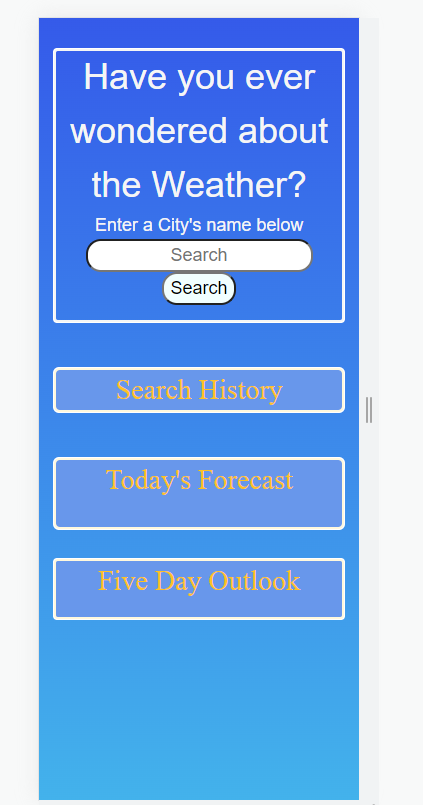 Have you ever
wondered about
the Weather?
Enter a City's name below
Search
Search
Search History
Today's Forecast
Five Day Outlook